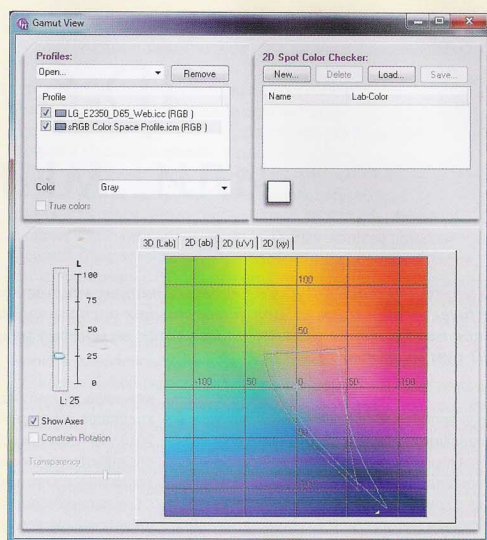 Gamut View
Profiles:
Open...
Remove
Profile
LG_E2350_D65_Web.icc (RGB )
sRGB Color Space Profile.icm (RGB )
Color
Gray
True colors
2D Spot Color Checker:
New...
Delete
Load...
Save...
Name
Lab-Color
3D (Lab)
2D (ab)
2D (u'v')
2D (xy)
L
100
75
50
25
0
L: 25
Show Axes
Constrain Rotation
Transparency
100
50
-100
50
50
100